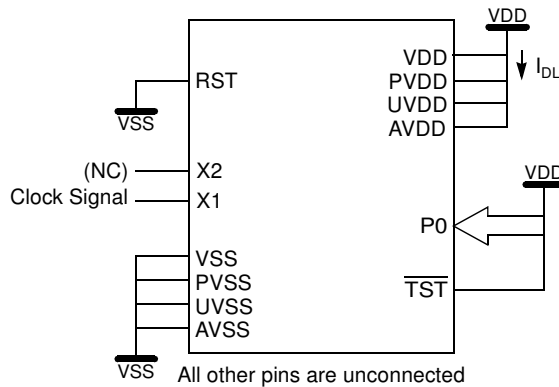 VDD
VDD
I_DL
RST
PVDD
UVDD
VSS
AVDD
(NC)
X2
VDD
Clock Signal
X1
P0
VSS
PVSS
TST
UVSS
AVSS
VSS
All other pins are unconnected